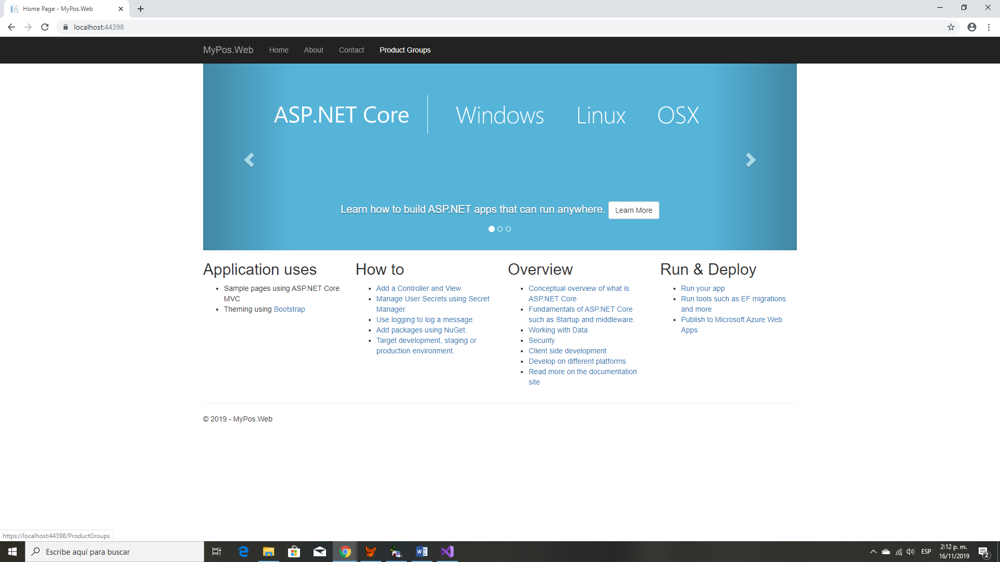 Home Page - MyPos.Web
localhost:44398
MyPos.Web Home About Contact Product Groups
ASP.NET Core Windows Linux OSX
Learn how to build ASP.NET apps that can run anywhere. Learn More
Application uses
Sample pages using ASP.NET Core
MVC
Theming using Bootstrap
How to
Add a Controller and View
Manage User Secrets using Secret
Manager.
Use logging to log a message.
Add packages using NuGet.
Target development, staging or
production environment.
Overview
Conceptual overview of what is
ASP.NET Core
Fundamentals of ASP.NET Core
such as Startup and middleware.
Working with Data
Security
Client side development
Develop on different platforms
Read more on the documentation
site
Run & Deploy
Run your app
Run tools such as EF migrations
and more
Publish to Microsoft Azure Web
Apps
© 2019 - MyPos.Web
https://localhost:44398/ProductGroups
Escribe aquí para buscar
ESP
2:12 p. m.
16/11/2019
2